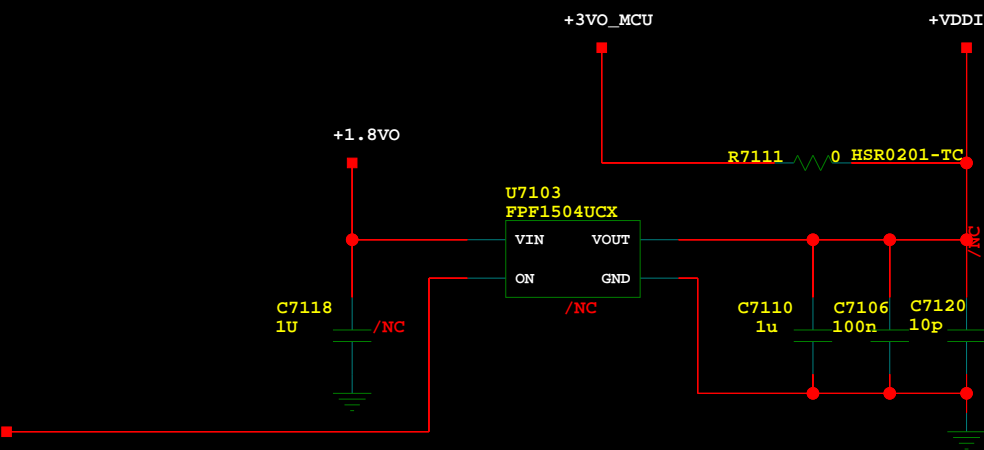 +3VO_MCU
+VDDI
+1.8VO
R7111
0
HSR0201-TC
U7103
FPF1504UCX
VIN
VOUT
/NC
ON
GND
/NC
C7118
1U
/NC
C7110
1u
C7106
100n
C7120
10p